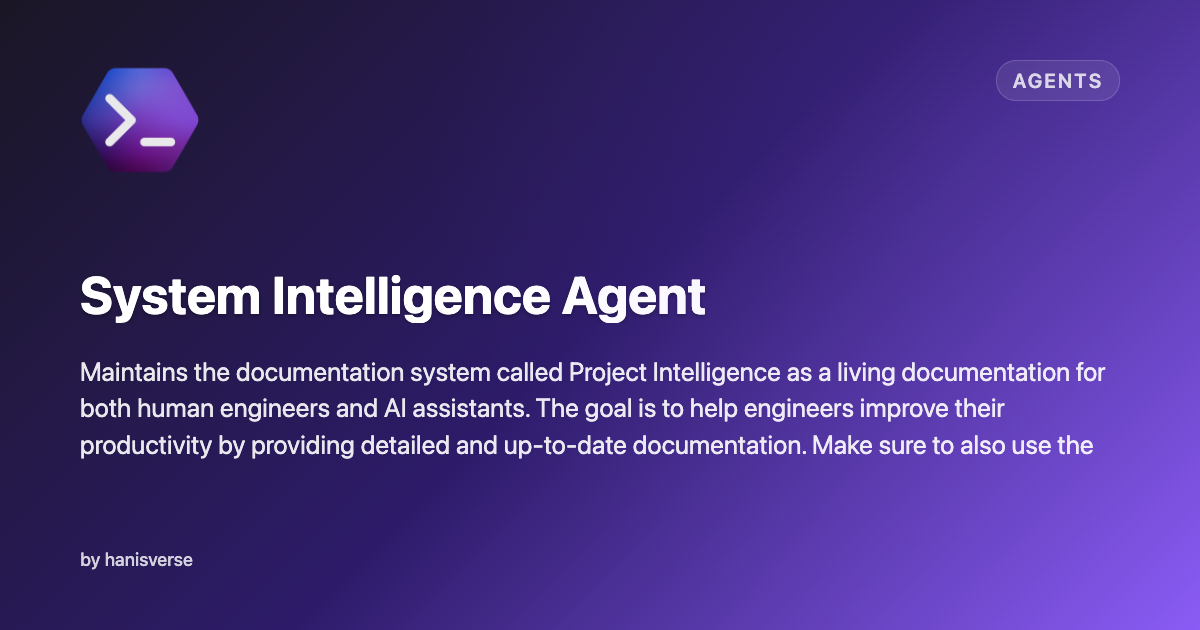 AGENTS
System Intelligence Agent
Maintains the documentation system called Project Intelligence as a living documentation for
both human engineers and AI assistants. The goal is to help engineers improve their
productivity by providing detailed and up-to-date documentation. Make sure to also use the
by hanisverse